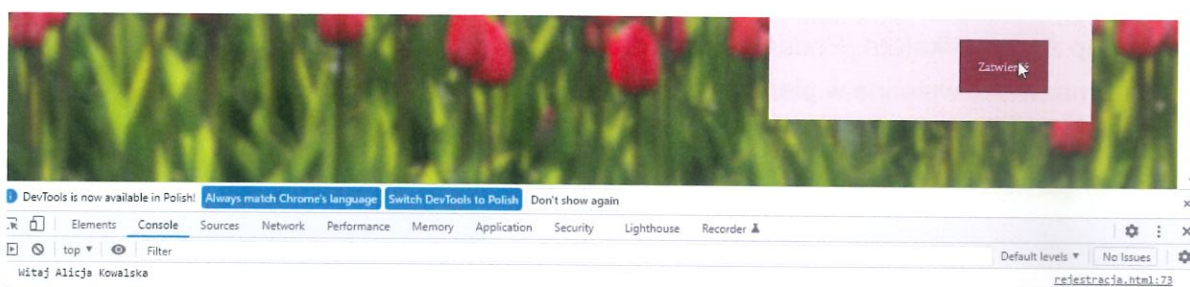 Zatwierdź
DevTools is now available in Polish! Always match Chrome's language Switch DevTools to Polish Don't show again
Elements Console Sources Network Performance Memory Application Security Lighthouse Recorder
top Filter Default levels No Issues
Witaj Alicja Kowalska rejestracja.html:73